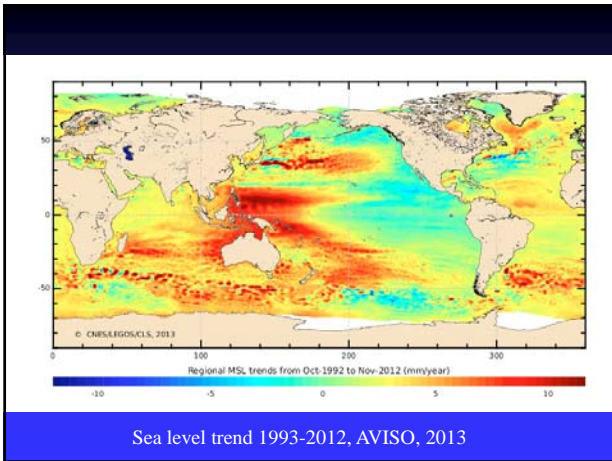 50
0
-50
© CNES/LEGOS/CLS, 2013
0 100 200 300
Regional MSL trends from Oct-1992 to Nov-2012 (mm/year)
-10 -5 0 5 10
Sea level trend 1993-2012, AVISO, 2013